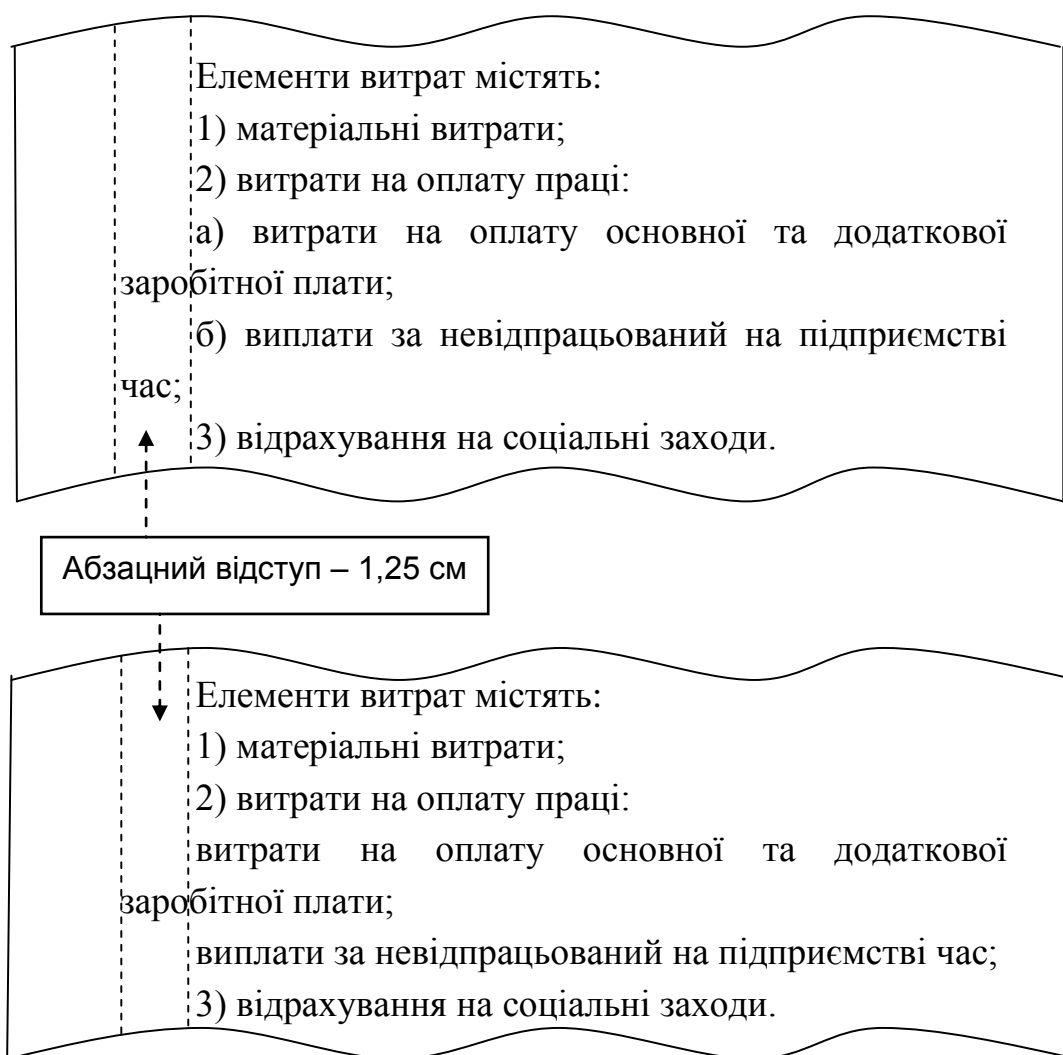 Елементи витрат містять:
1) матеріальні витрати;
2) витрати на оплату праці:
а) витрати на оплату основної та додаткової
заробітної плати;
б) виплати за невідпрацьований на підприємстві
час;
3) відрахування на соціальні заходи.
Абзацний відступ – 1,25 см
Елементи витрат містять:
1) матеріальні витрати;
2) витрати на оплату праці:
витрати на оплату основної та додаткової
заробітної плати;
виплати за невідпрацьований на підприємстві час;
3) відрахування на соціальні заходи.